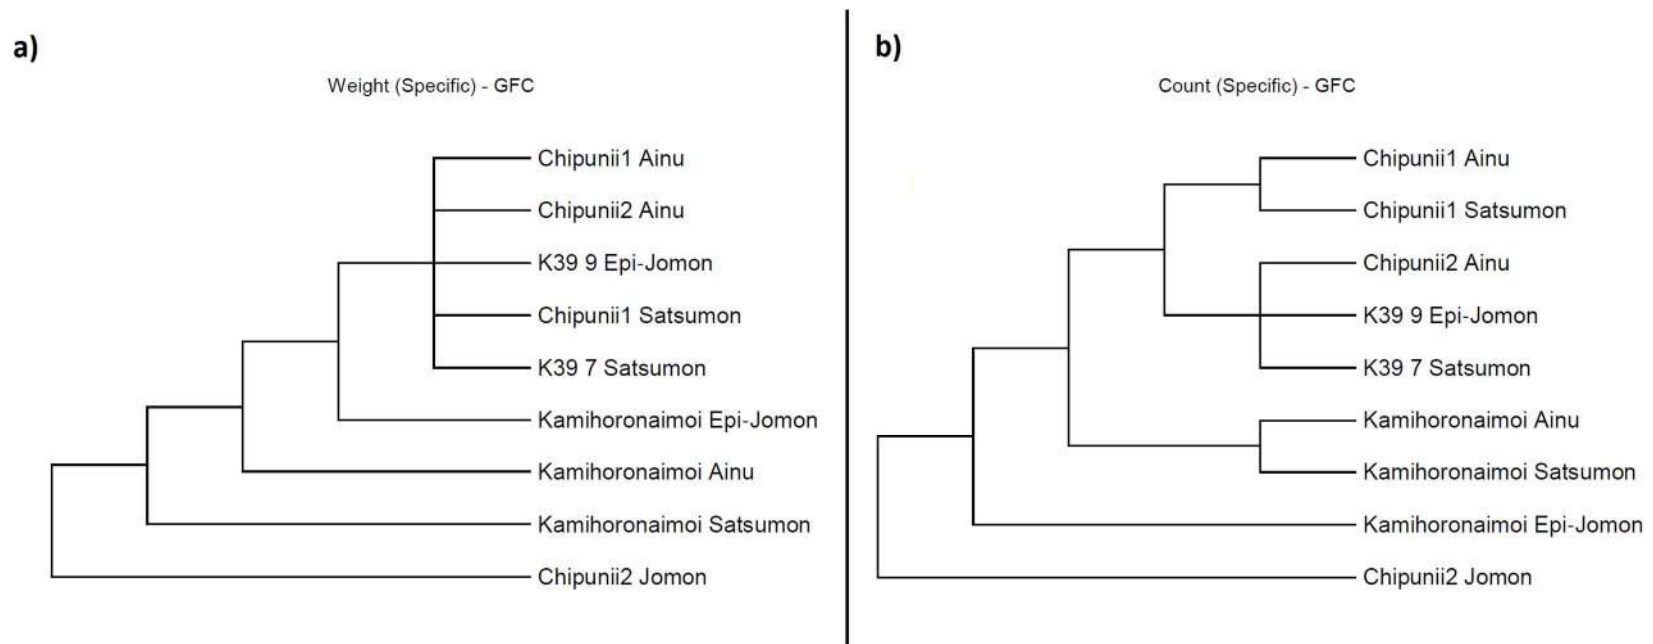 a)
Weight (Specific) - GFC
Chipunii1 Ainu
Chipunii2 Ainu
K39 9 Epi-Jomon
Chipunii1 Satsumon
K39 7 Satsumon
Kamihoronaimoi Epi-Jomon
Kamihoronaimoi Ainu
Kamihoronaimoi Satsumon
Chipunii2 Jomon
b)
Count (Specific) - GFC
Chipunii1 Ainu
Chipunii1 Satsumon
Chipunii2 Ainu
K39 9 Epi-Jomon
K39 7 Satsumon
Kamihoronaimoi Ainu
Kamihoronaimoi Satsumon
Kamihoronaimoi Epi-Jomon
Chipunii2 Jomon